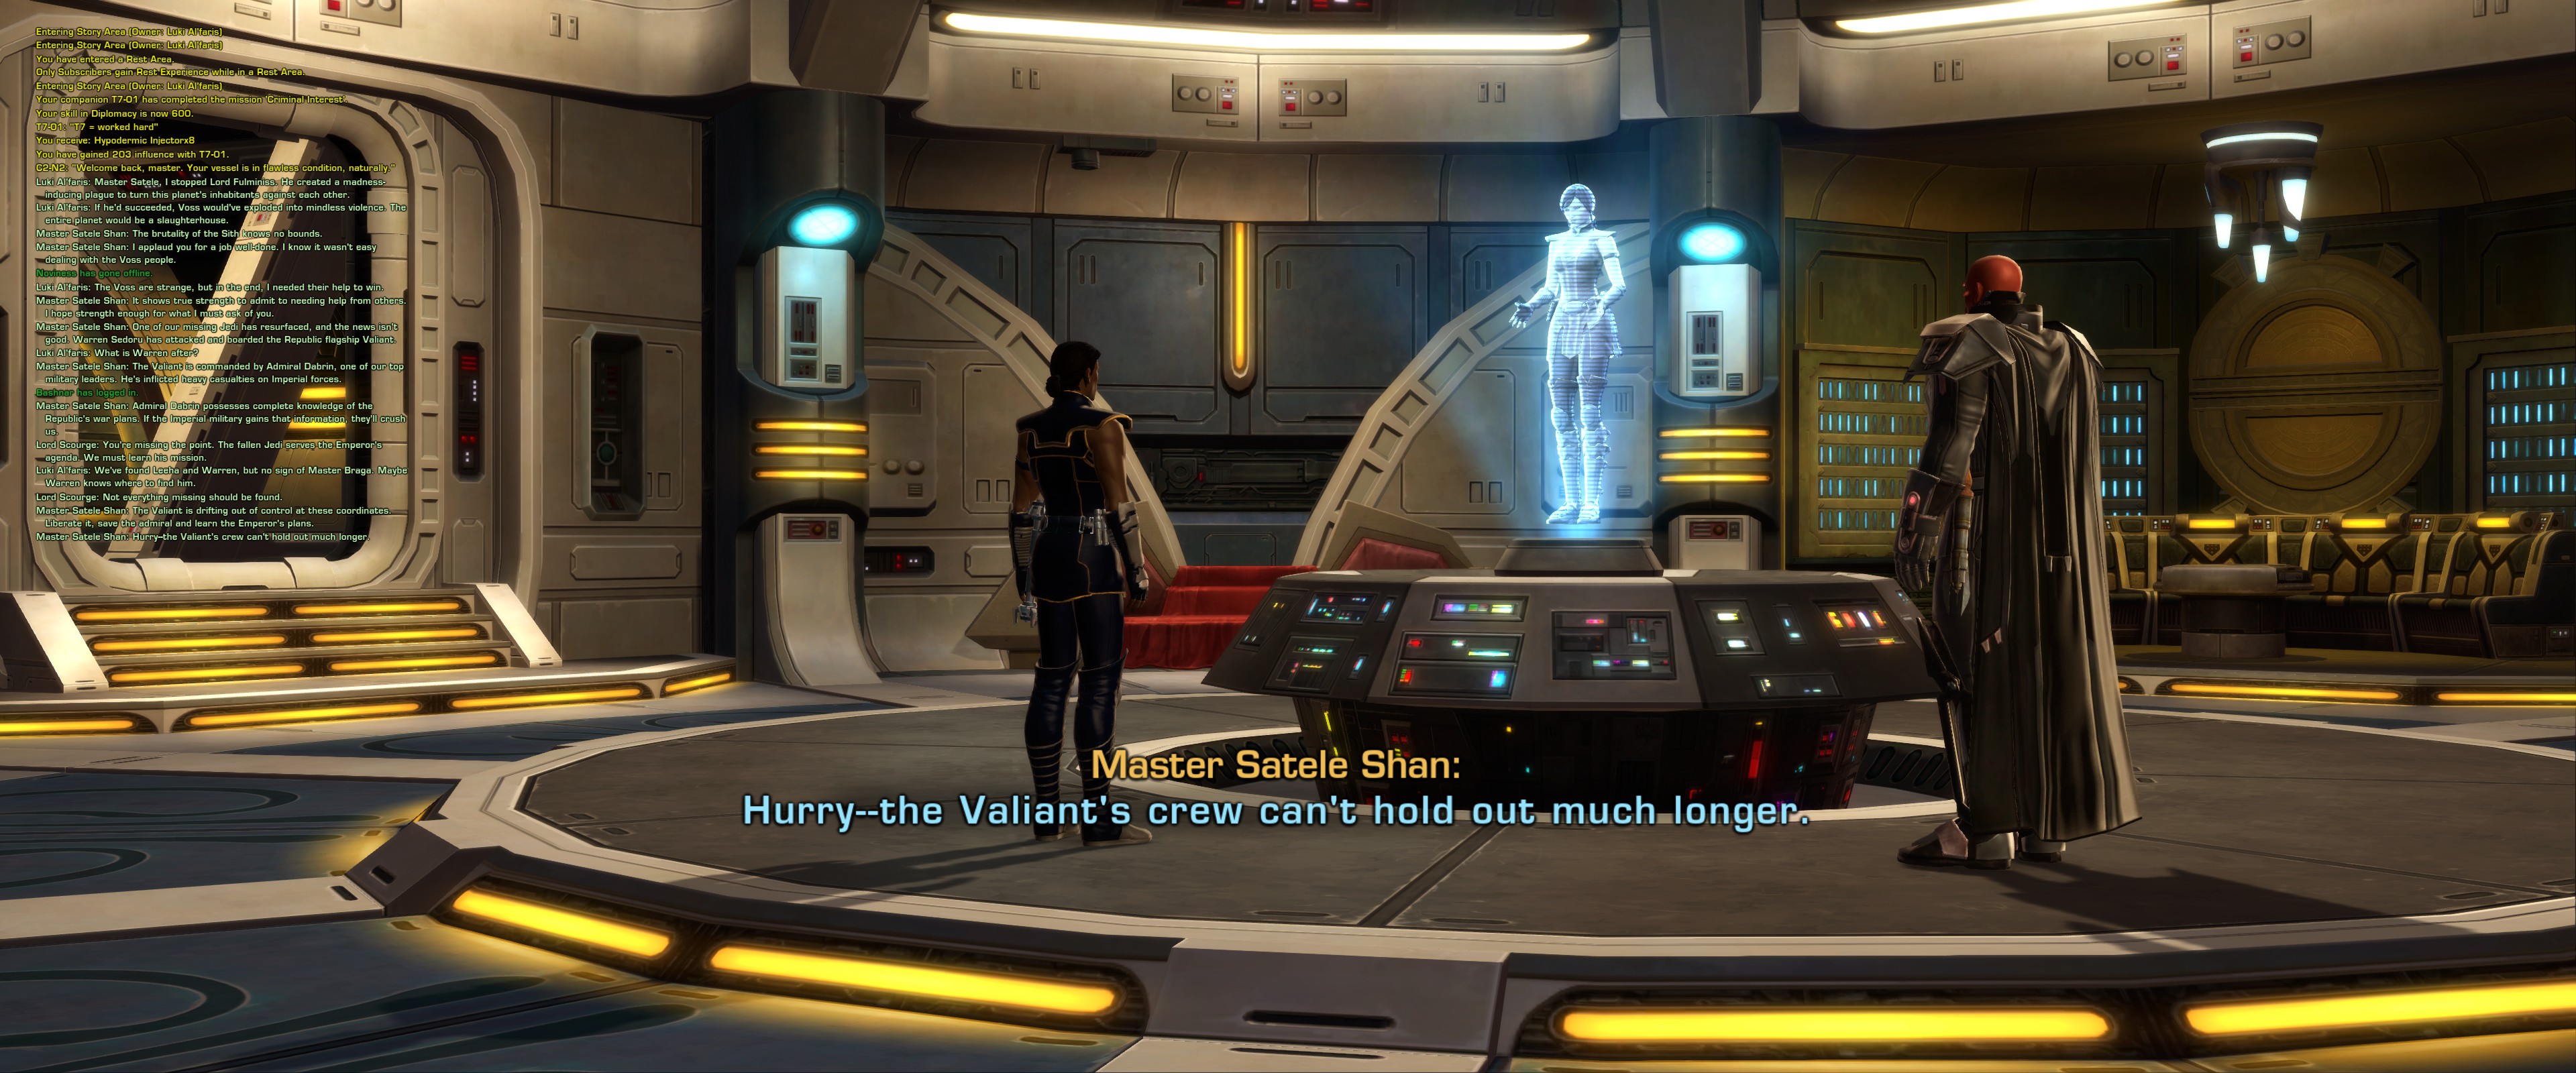 Entering Story Area (Owner: Luki Al'faris)
Entering Story Area (Owner: Luki Al'faris)
You have entered a Rest Area.
Only Subscribers gain Rest Experience while in a Rest Area.
Entering Story Area (Owner: Luki Al'faris)
Your companion T7-01 has completed the mission 'Criminal Interest'.
Your skill in Diplomacy is now 600.
T7-01: "T7 = worked hard"
You receive: Hypodermic Injectorx8
You have gained 203 influence with T7-01.
C2-N2: "Welcome back, master. Your vessel is in flawless condition, naturally."
Luki Al'faris: Master Satele, I stopped Lord Fulminiss. He created a madness-
inducing plague to turn this planet's inhabitants against each other.
Luki Al'faris: If he'd succeeded, Voss would've exploded into mindless violence. The
entire planet would be a slaughterhouse.
Master Satele Shan: The brutality of the Sith knows no bounds.
Master Satele Shan: I applaud you for a job well-done. I know it wasn't easy
dealing with the Voss people.
Noviness has gone offline.
Luki Al'faris: The Voss are strange, but in the end, I needed their help to win.
Master Satele Shan: It shows true strength to admit to needing help from others.
I hope strength enough for what I must ask of you.
Master Satele Shan: One of our missing Jedi has resurfaced, and the news isn't
good. Warren Sedoru has attacked and boarded the Republic flagship Valiant.
Luki Al'faris: What is Warren after?
Master Satele Shan: The Valiant is commanded by Admiral Dabrin, one of our top
military leaders. He's inflicted heavy casualties on Imperial forces.
Bashnar has logged in.
Master Satele Shan: Admiral Dabrin possesses complete knowledge of the
Republic's war plans. If the Imperial military gains that information, they'll crush
us.
Lord Scourge: You're missing the point. The fallen Jedi serves the Emperor's
agenda. We must learn his mission.
Luki Al'faris: We've found Leeha and Warren, but no sign of Master Braga. Maybe
Warren knows where to find him.
Lord Scourge: Not everything missing should be found.
Master Satele Shan: The Valiant is drifting out of control at these coordinates.
Liberate it, save the admiral and learn the Emperor's plans.
Master Satele Shan: Hurry--the Valiant's crew can't hold out much longer.
Master Satele Shan:
Hurry--the Valiant's crew can't hold out much longer.